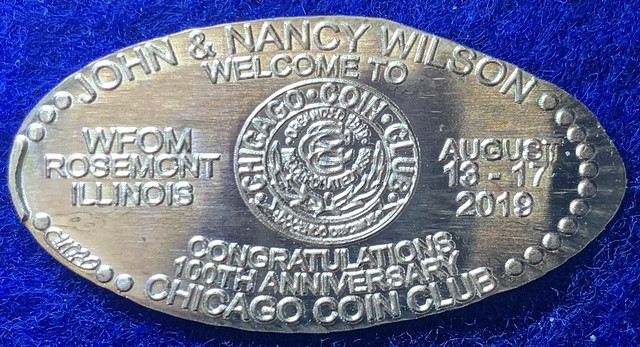 JOHN & NANCY WILSON
WELCOME TO
CHICAGO · COIN · CLUB ·
WFOM
ROSEMONT
ILLINOIS
AUGUST
13 - 17
2019
CONGRATULATIONS
100TH ANNIVERSARY
CHICAGO COIN CLUB